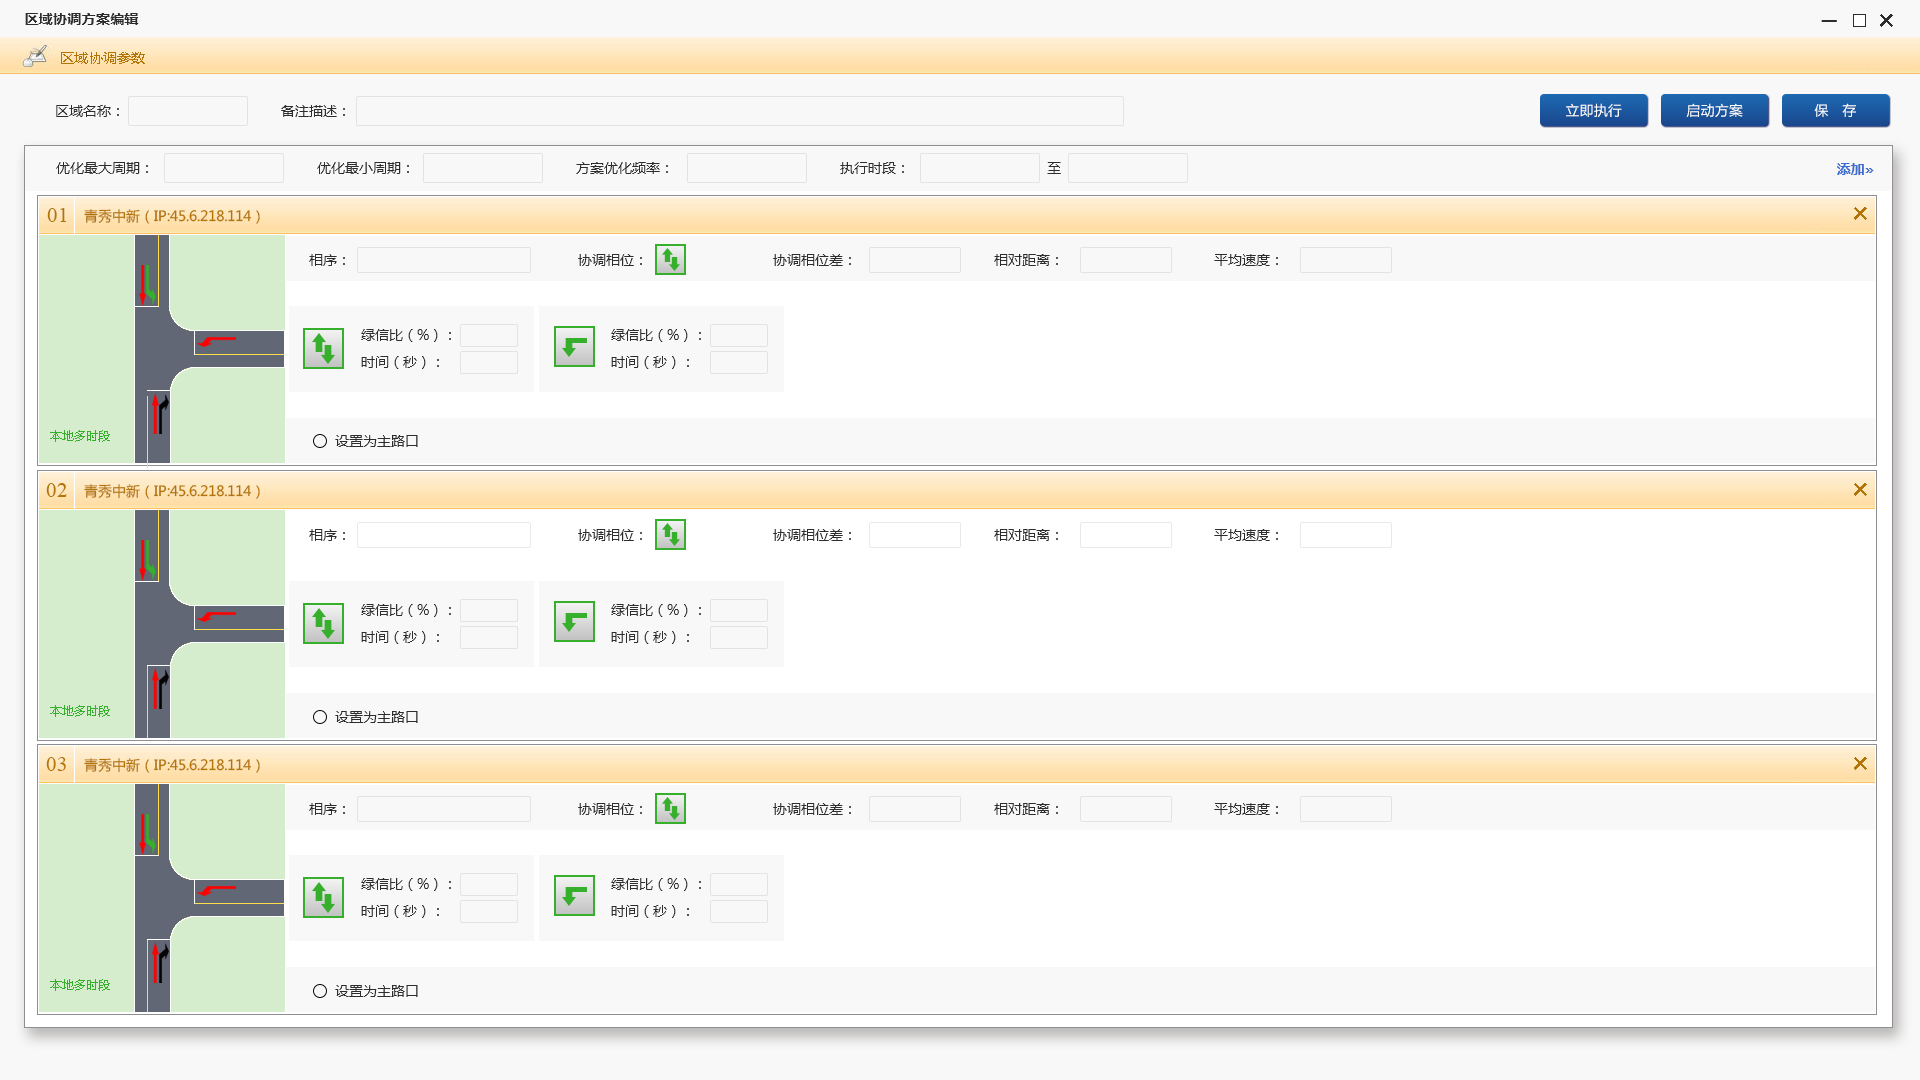 区域协调方案编辑
区域协调参数
区域名称： 备注描述： 立即执行 启动方案 保 存
优化最大周期： 优化最小周期： 方案优化频率： 执行时段： 至 添加»
01 青秀中新（IP:45.6.218.114）
相序： 协调相位： 协调相位差： 相对距离： 平均速度：
绿信比（%）： 绿信比（%）：
时间（秒）： 时间（秒）：
本地多时段 设置为主路口
02 青秀中新（IP:45.6.218.114）
相序： 协调相位： 协调相位差： 相对距离： 平均速度：
绿信比（%）： 绿信比（%）：
时间（秒）： 时间（秒）：
本地多时段 设置为主路口
03 青秀中新（IP:45.6.218.114）
相序： 协调相位： 协调相位差： 相对距离： 平均速度：
绿信比（%）： 绿信比（%）：
时间（秒）： 时间（秒）：
本地多时段 设置为主路口